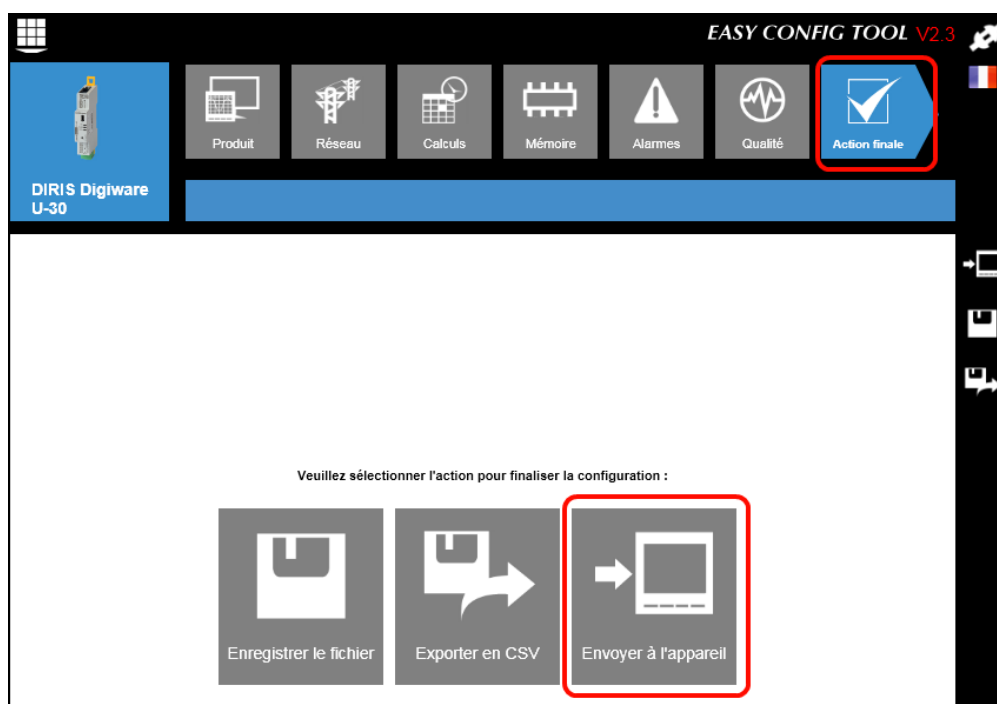 EASY CONFIG TOOL V2.3
Produit
Réseau
Calculs
Mémoire
Alarmes
Qualité
Action finale
DIRIS Digiware
U-30
Veuillez sélectionner l'action pour finaliser la configuration :
Enregistrer le fichier
Exporter en CSV
Envoyer à l'appareil